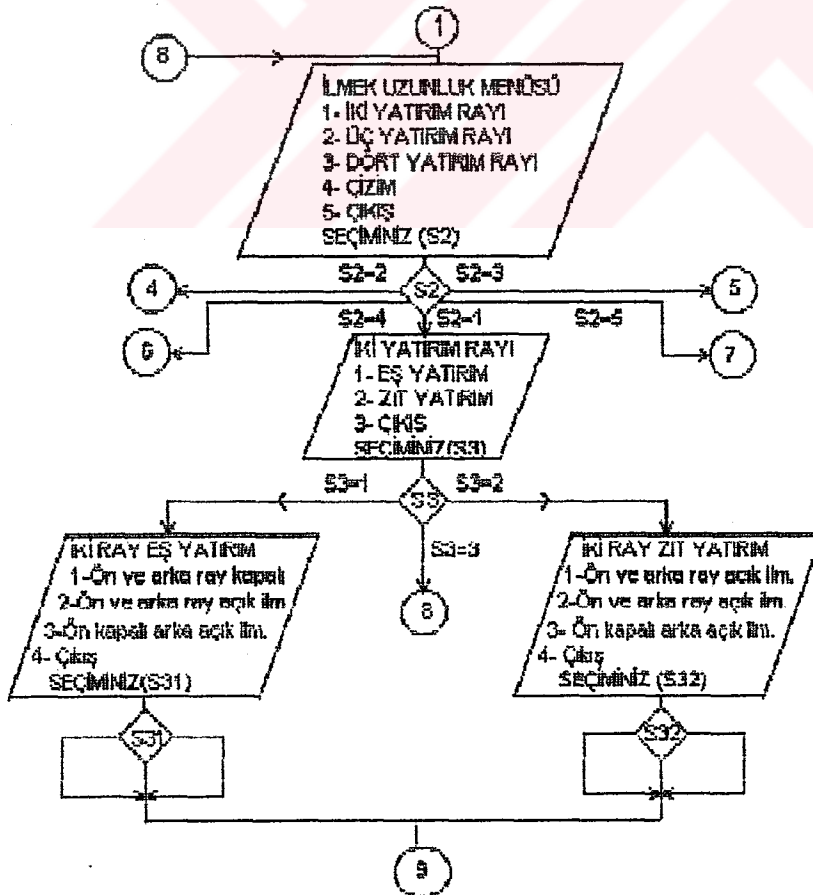 1
8
İLMEK UZUNLUK MENÜSÜ
1- İKİ YATIRIM RAYI
2- ÜÇ YATIRIM RAYI
3- DÖRT YATIRIM RAYI
4- ÇİZİM
5- ÇIKIŞ
SEÇİMİNİZ (S2)
S2=2 S2=3
4 S2 5
S2=4 S2=1 S2=5
6 7
İKİ YATIRIM RAYI
1- EŞ YATIRIM
2- ZIT YATIRIM
3- ÇIKIS
SEÇİMİNİZ(S3)
S3=1 S3 S3=2
S3=3
8
İKİ RAY EŞ YATIRIM
1-Ön ve arka ray kapalı
2-Ön ve arka ray açık ilm
3-Ön kapalı arka açık ilm.
4- Çıkış
SEÇİMİNİZ(S31)
S31
İKİ RAY ZIT YATIRIM
1-Ön ve arka ray açık ilm.
2-Ön ve arka ray açık ilm.
3- Ön kapalı arka açık ilm.
4- Çıkış
SEÇİMİNİZ (S32)
S32
9